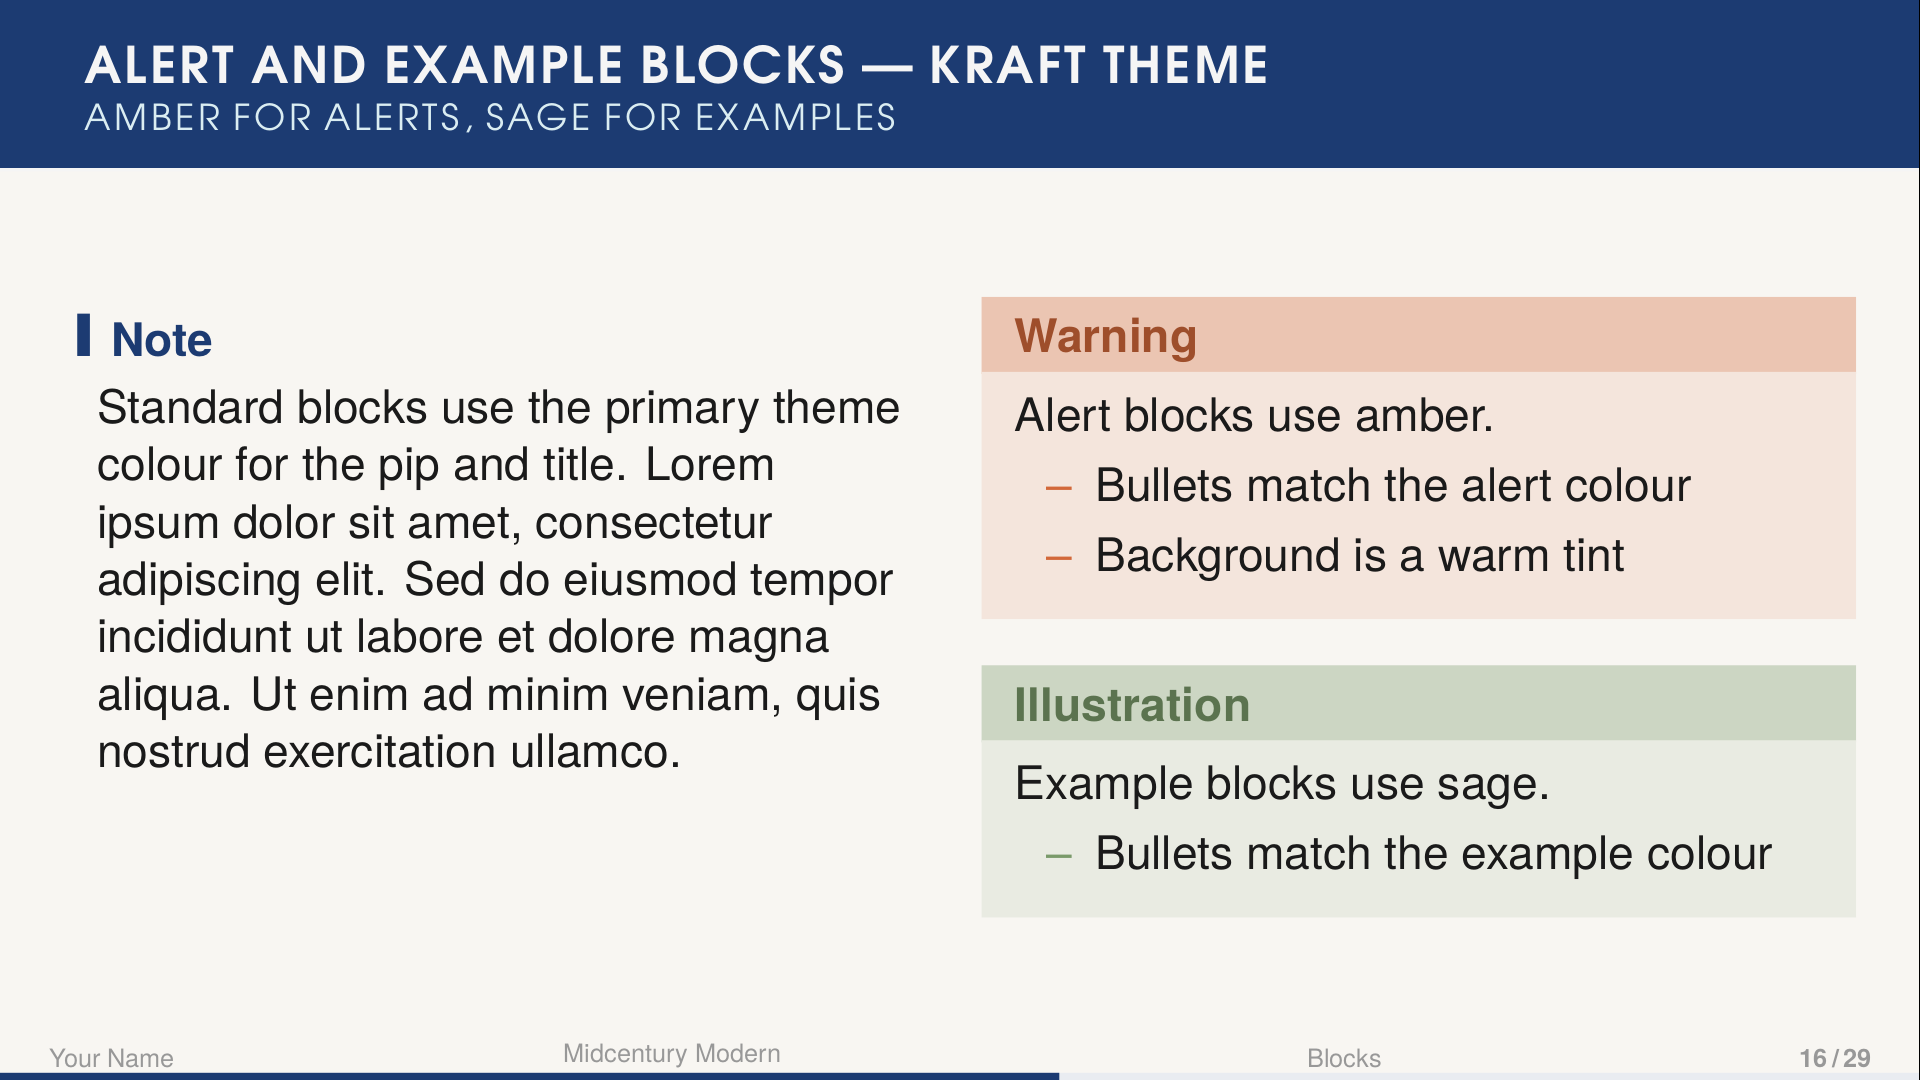 ALERT AND EXAMPLE BLOCKS — KRAFT THEME
AMBER FOR ALERTS, SAGE FOR EXAMPLES
Note
Standard blocks use the primary theme
colour for the pip and title. Lorem
ipsum dolor sit amet, consectetur
adipiscing elit. Sed do eiusmod tempor
incididunt ut labore et dolore magna
aliqua. Ut enim ad minim veniam, quis
nostrud exercitation ullamco.
Warning
Alert blocks use amber.
– Bullets match the alert colour
– Background is a warm tint
Illustration
Example blocks use sage.
– Bullets match the example colour
Your Name
Midcentury Modern
Blocks
16 / 29